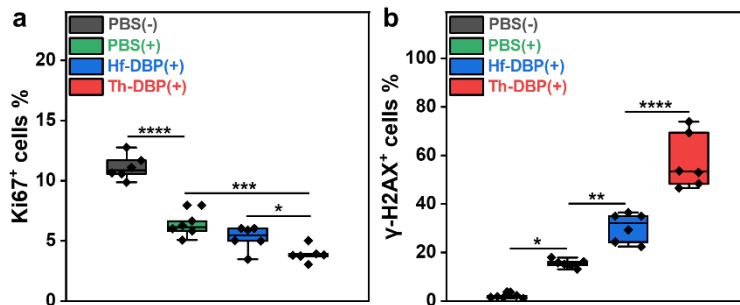 a
PBS(-)
PBS(+)
Hf-DBP(+)
Th-DBP(+)
Ki67⁺ cells %
20
15
10
5
0
****
***
*
b
PBS(-)
PBS(+)
Hf-DBP(+)
Th-DBP(+)
γ-H2AX⁺ cells %
100
80
60
40
20
0
****
**
*